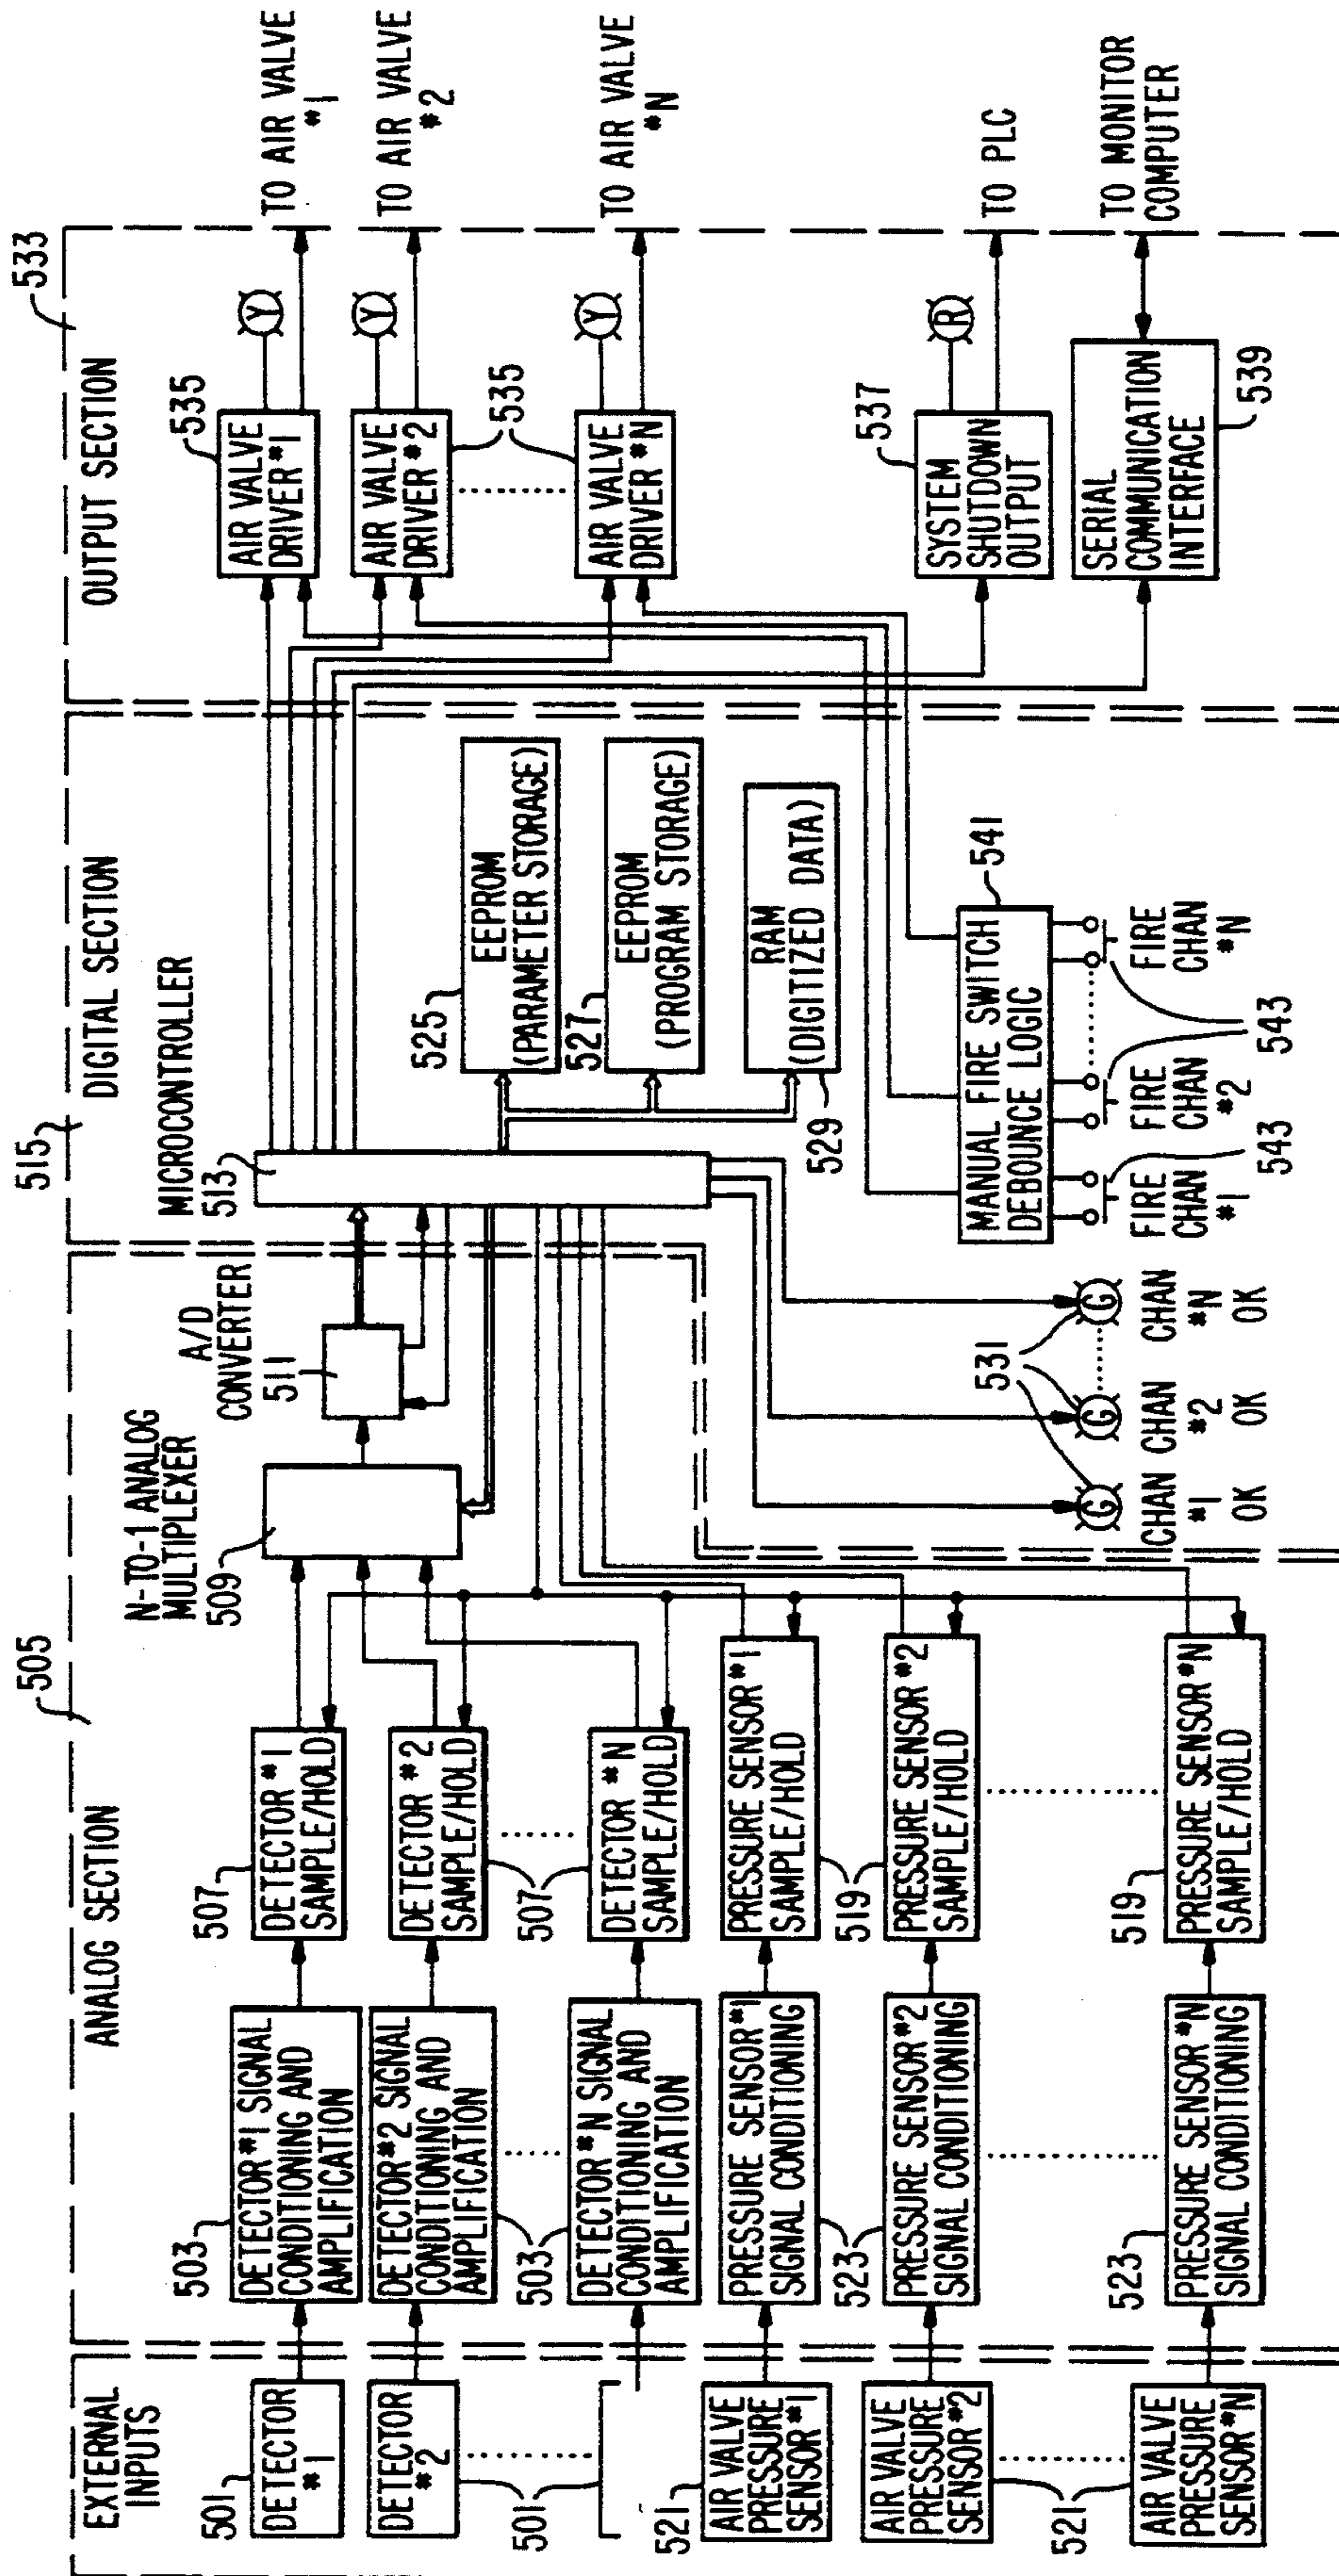 505
515
533
EXTERNAL
INPUTS
ANALOG SECTION
DIGITAL SECTION
OUTPUT SECTION
501
DETECTOR
#1
DETECTOR
#2
501
521
AIR VALVE
PRESSURE
SENSOR #1
AIR VALVE
PRESSURE
SENSOR #2
521
AIR VALVE
PRESSURE
SENSOR #N
503
DETECTOR #1 SIGNAL
CONDITIONING AND
AMPLIFICATION
DETECTOR #2 SIGNAL
CONDITIONING AND
AMPLIFICATION
503
DETECTOR #N SIGNAL
CONDITIONING AND
AMPLIFICATION
PRESSURE SENSOR #1
SIGNAL CONDITIONING
523
PRESSURE SENSOR #2
SIGNAL CONDITIONING
523
PRESSURE SENSOR #N
SIGNAL CONDITIONING
507
DETECTOR #1
SAMPLE/HOLD
DETECTOR #2
SAMPLE/HOLD
507
DETECTOR #N
SAMPLE/HOLD
PRESSURE SENSOR #1
SAMPLE/HOLD
519
PRESSURE SENSOR #2
SAMPLE/HOLD
519
PRESSURE SENSOR #N
SAMPLE/HOLD
N-TO-1 ANALOG
MULTIPLEXER
509
A/D
CONVERTER
511
MICROCONTROLLER
513
525
EEPROM
(PARAMETER STORAGE)
527
EEPROM
(PROGRAM STORAGE)
RAM
(DIGITIZED DATA)
529
531
G
G
G
CHAN
#1
OK
CHAN
#2
OK
CHAN
#N
OK
MANUAL FIRE SWITCH
DEBOUNCE LOGIC
541
FIRE
CHAN
#1
FIRE
CHAN
#2
FIRE
CHAN
#N
543
543
AIR VALVE
DRIVER #1
535
Y
TO AIR VALVE
#1
AIR VALVE
DRIVER #2
535
Y
TO AIR VALVE
#2
AIR VALVE
DRIVER #N
Y
TO AIR VALVE
#N
537
SYSTEM
SHUTDOWN
OUTPUT
R
TO PLC
SERIAL
COMMUNICATION
INTERFACE
539
TO MONITOR
COMPUTER